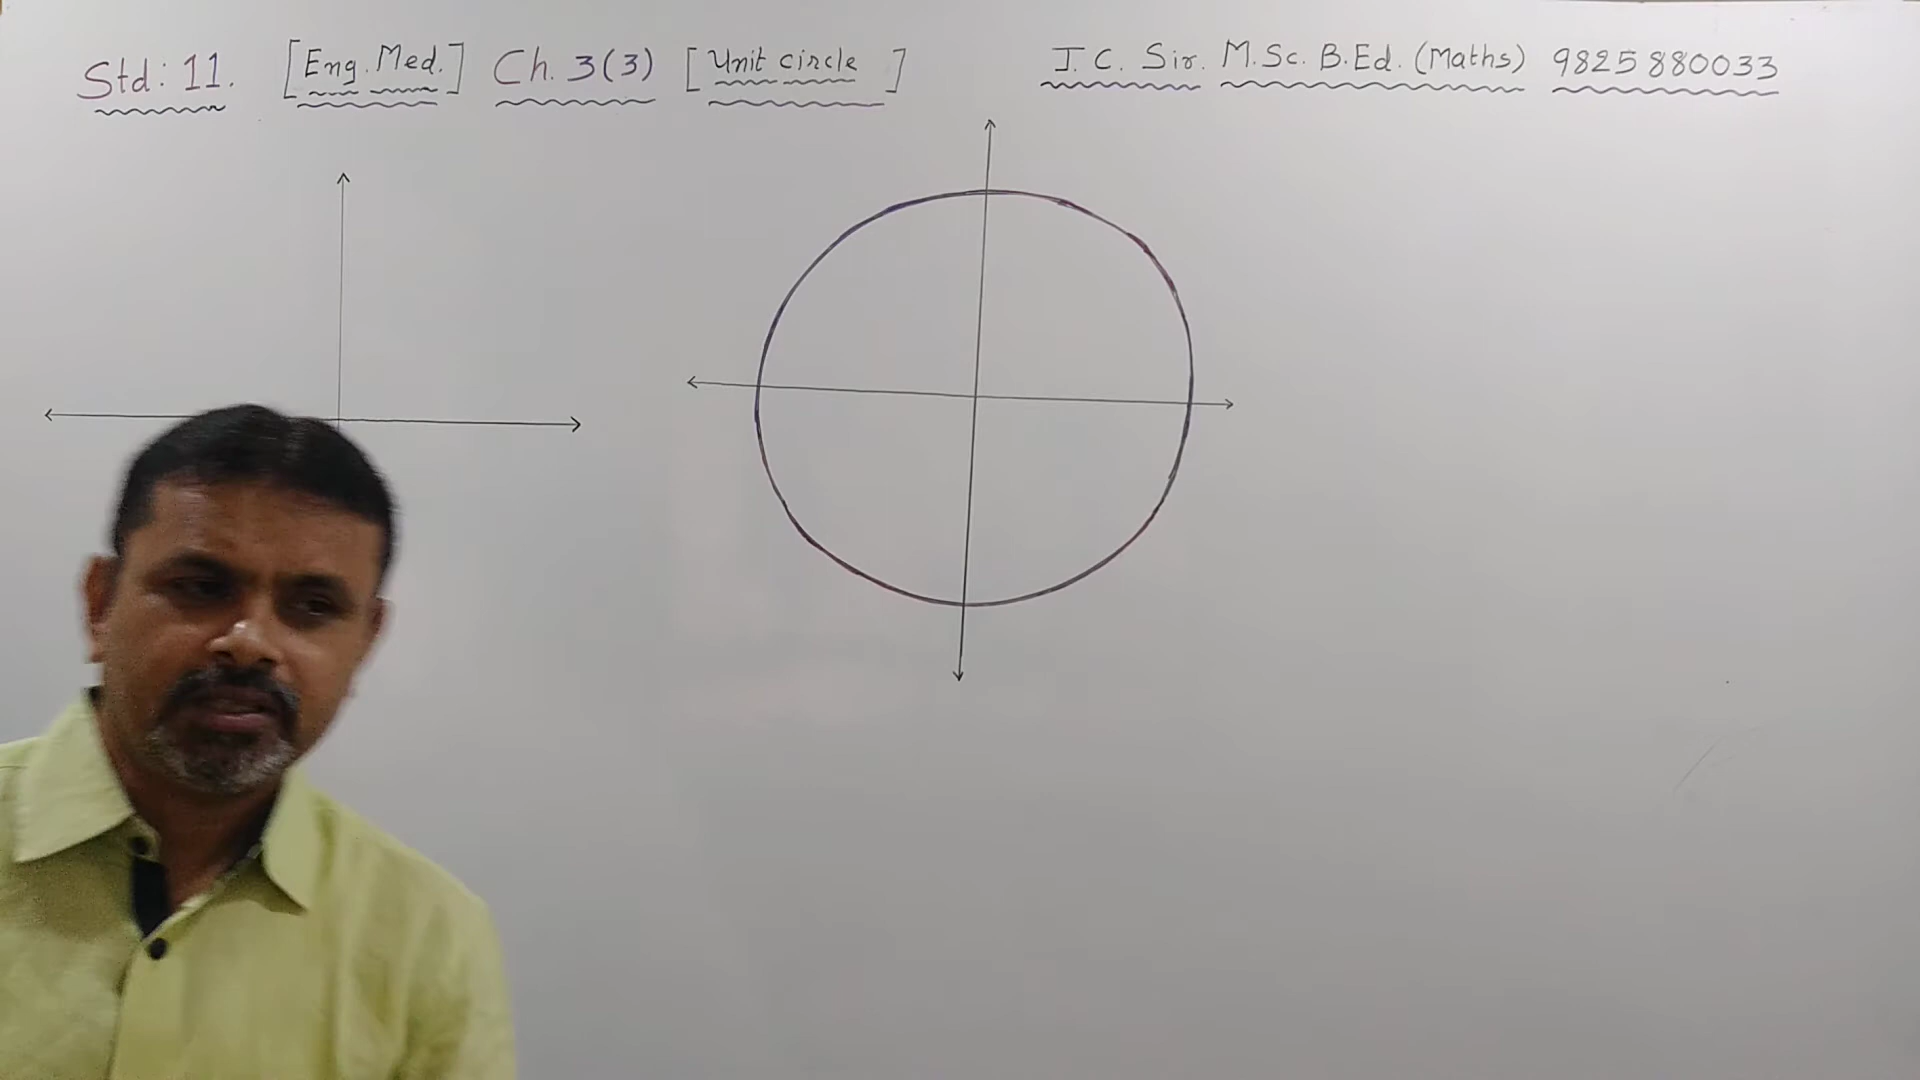 Std: 11. [Eng. Med.] Ch. 3(3) [Unit circle] J. C. Sir. M.Sc. B.Ed. (Maths) 9825880033